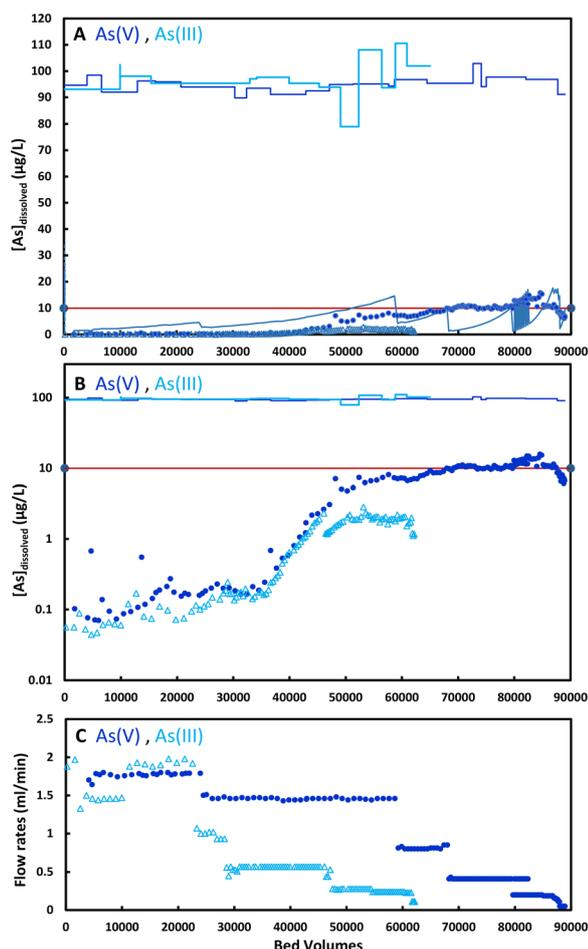 A As(V) , As(III)
120
110
100
90
80
70
60
50
40
30
20
10
0
[As]dissolved (µg/L)
0 10000 20000 30000 40000 50000 60000 70000 80000 90000
B As(V) , As(III)
100
10
1
0.1
0.01
[As]dissolved (µg/L)
0 10000 20000 30000 40000 50000 60000 70000 80000 90000
C As(V) , As(III)
2.5
2
1.5
1
0.5
0
Flow rates (ml/min)
0 10000 20000 30000 40000 50000 60000 70000 80000 90000
Bed Volumes